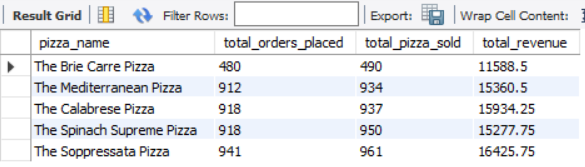 Result Grid Filter Rows: Export: Wrap Cell Content:
pizza_name total_orders_placed total_pizza_sold total_revenue
The Brie Carre Pizza 480 490 11588.5
The Mediterranean Pizza 912 934 15360.5
The Calabrese Pizza 918 937 15934.25
The Spinach Supreme Pizza 918 950 15277.75
The Soppressata Pizza 941 961 16425.75